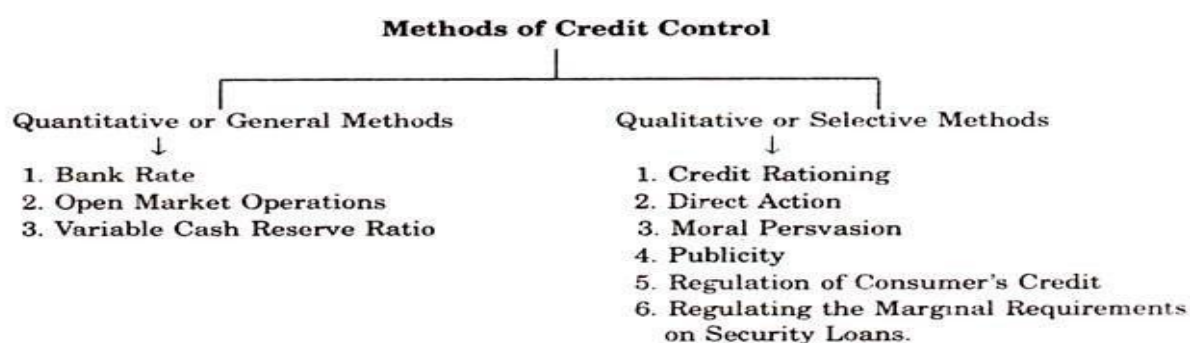 Methods of Credit Control
Quantitative or General Methods
1. Bank Rate
2. Open Market Operations
3. Variable Cash Reserve Ratio
Qualitative or Selective Methods
1. Credit Rationing
2. Direct Action
3. Moral Persvasion
4. Publicity
5. Regulation of Consumer's Credit
6. Regulating the Marginal Requirements
on Security Loans.